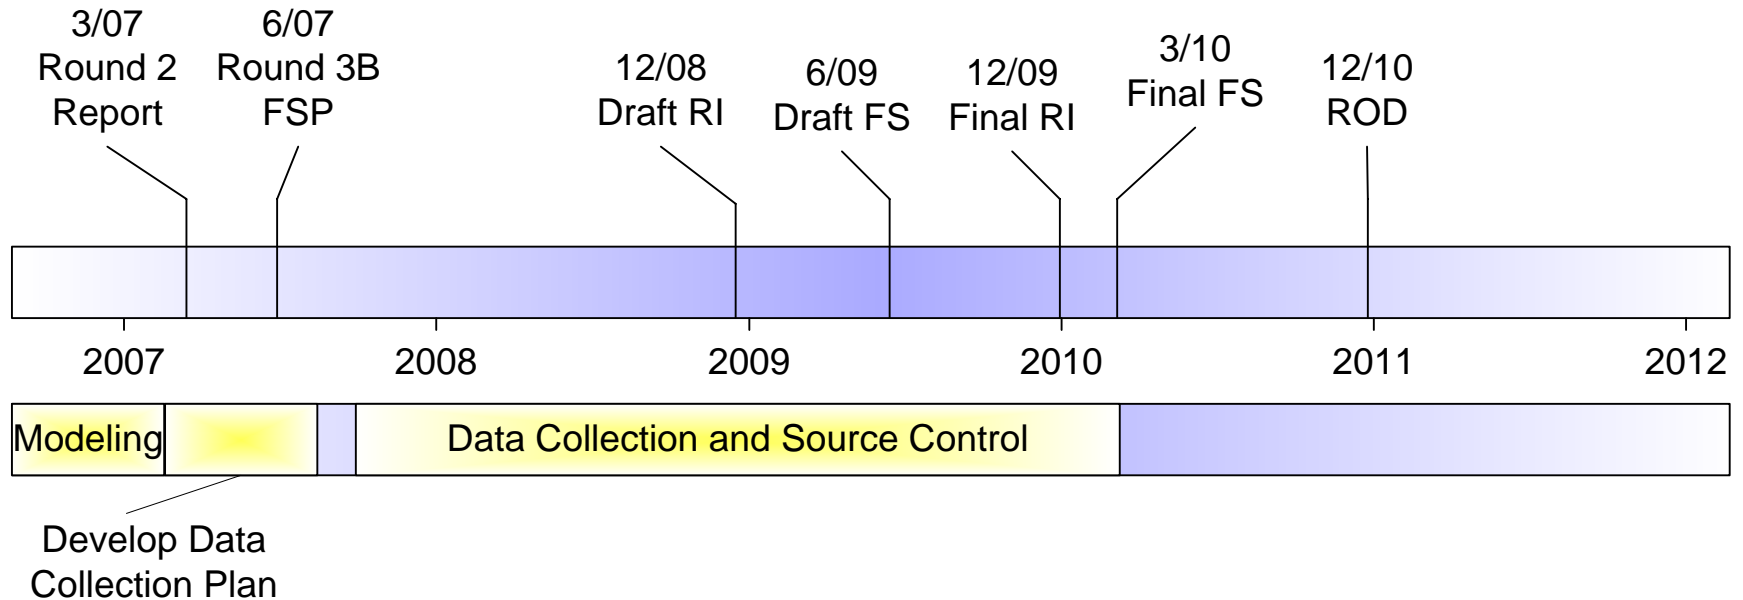 3/07
Round 2
Report
6/07
Round 3B
FSP
12/08
Draft RI
6/09
Draft FS
12/09
Final RI
3/10
Final FS
12/10
ROD
2007
2008
2009
2010
2011
2012
Modeling
Data Collection and Source Control
Develop Data
Collection Plan